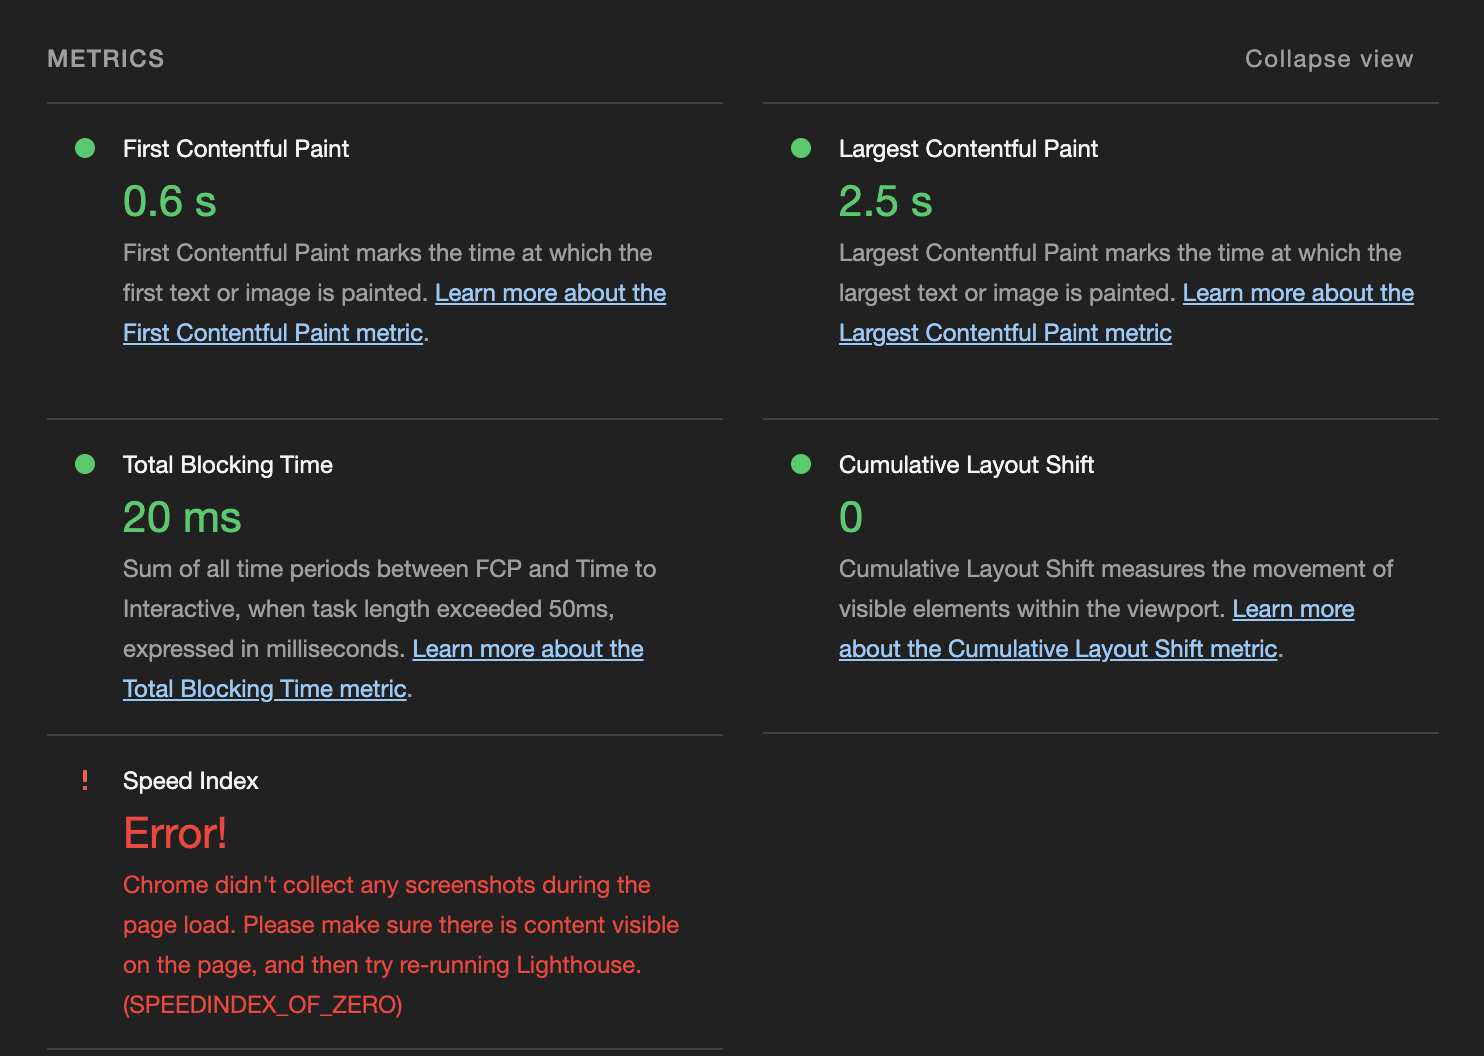 METRICS
Collapse view
First Contentful Paint
0.6 s
First Contentful Paint marks the time at which the
first text or image is painted. Learn more about the
First Contentful Paint metric.
Largest Contentful Paint
2.5 s
Largest Contentful Paint marks the time at which the
largest text or image is painted. Learn more about the
Largest Contentful Paint metric
Total Blocking Time
20 ms
Sum of all time periods between FCP and Time to
Interactive, when task length exceeded 50ms,
expressed in milliseconds. Learn more about the
Total Blocking Time metric.
Cumulative Layout Shift
0
Cumulative Layout Shift measures the movement of
visible elements within the viewport. Learn more
about the Cumulative Layout Shift metric.
! Speed Index
Error!
Chrome didn't collect any screenshots during the
page load. Please make sure there is content visible
on the page, and then try re-running Lighthouse.
(SPEEDINDEX_OF_ZERO)